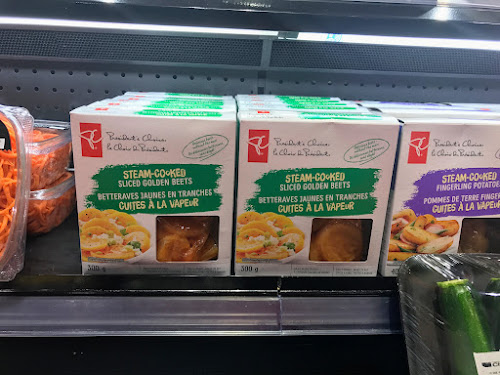 PC
President's Choice
le Choix du Président
STEAM-COOKED
SLICED GOLDEN BEETS
BETTERAVES JAUNES EN TRANCHES
CUITES À LA VAPEUR
300 g
PC
President's Choice
le Choix du Président
STEAM-COOKED
SLICED GOLDEN BEETS
BETTERAVES JAUNES EN TRANCHES
CUITES À LA VAPEUR
300 g
PC
President's Choice
le Choix du Président
STEAM-COOKED
FINGERLING POTATO
POMMES DE TERRE FINGER
CUITES À LA VAPEUR